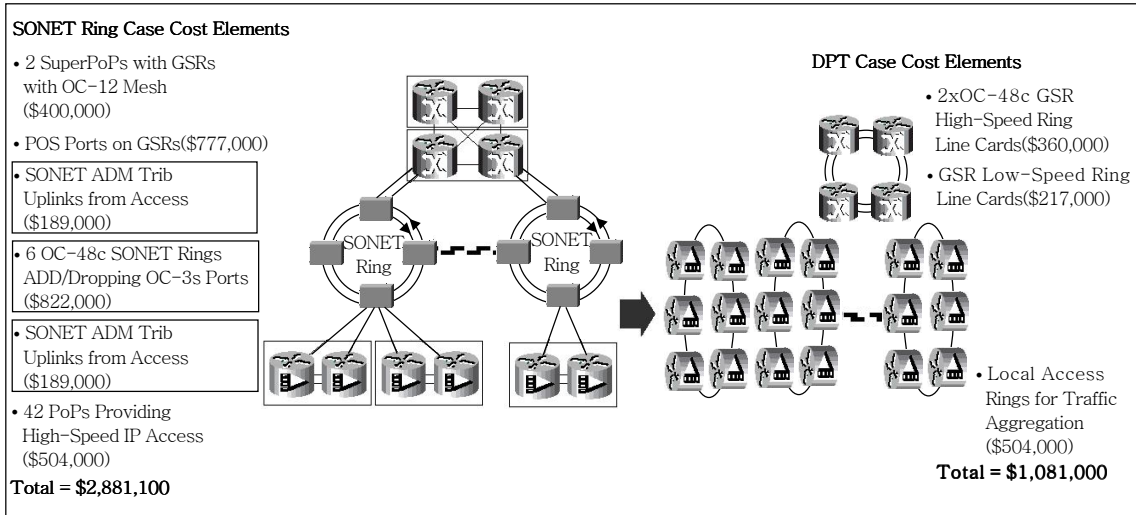 SONET Ring Case Cost Elements
• 2 SuperPoPs with GSRs
with OC-12 Mesh
($400,000)
• POS Ports on GSRs($777,000)
• SONET ADM Trib
Uplinks from Access
($189,000)
• 6 OC-48c SONET Rings
ADD/Dropping OC-3s Ports
($822,000)
• SONET ADM Trib
Uplinks from Access
($189,000)
• 42 PoPs Providing
High-Speed IP Access
($504,000)
Total = $2,881,100
SONET
Ring
SONET
Ring
DPT Case Cost Elements
• 2xOC-48c GSR
High-Speed Ring
Line Cards($360,000)
• GSR Low-Speed Ring
Line Cards($217,000)
• Local Access
Rings for Traffic
Aggregation
($504,000)
Total = $1,081,000